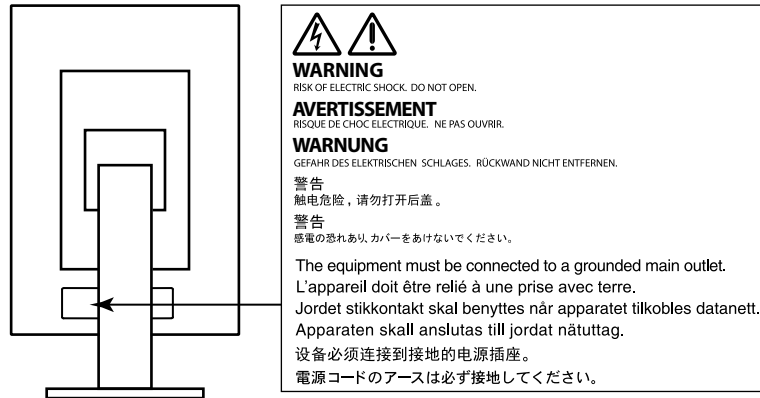 WARNING
RISK OF ELECTRIC SHOCK. DO NOT OPEN.
AVERTISSEMENT
RISQUE DE CHOC ELECTRIQUE. NE PAS OUVRIR.
WARNUNG
GEFAHR DES ELEKTRISCHEN SCHLAGES. RÜCKWAND NICHT ENTFERNEN.
警告
触电危险，请勿打开后盖。
警告
感電の恐れあり、カバーをあけないでください。
The equipment must be connected to a grounded main outlet.
L'appareil doit être relié à une prise avec terre.
Jordet stikkontakt skal benyttes når apparatet tilkobles datanett.
Apparaten skall anslutas till jordat nätuttag.
设备必须连接到接地的电源插座。
電源コードのアースは必ず接地してください。